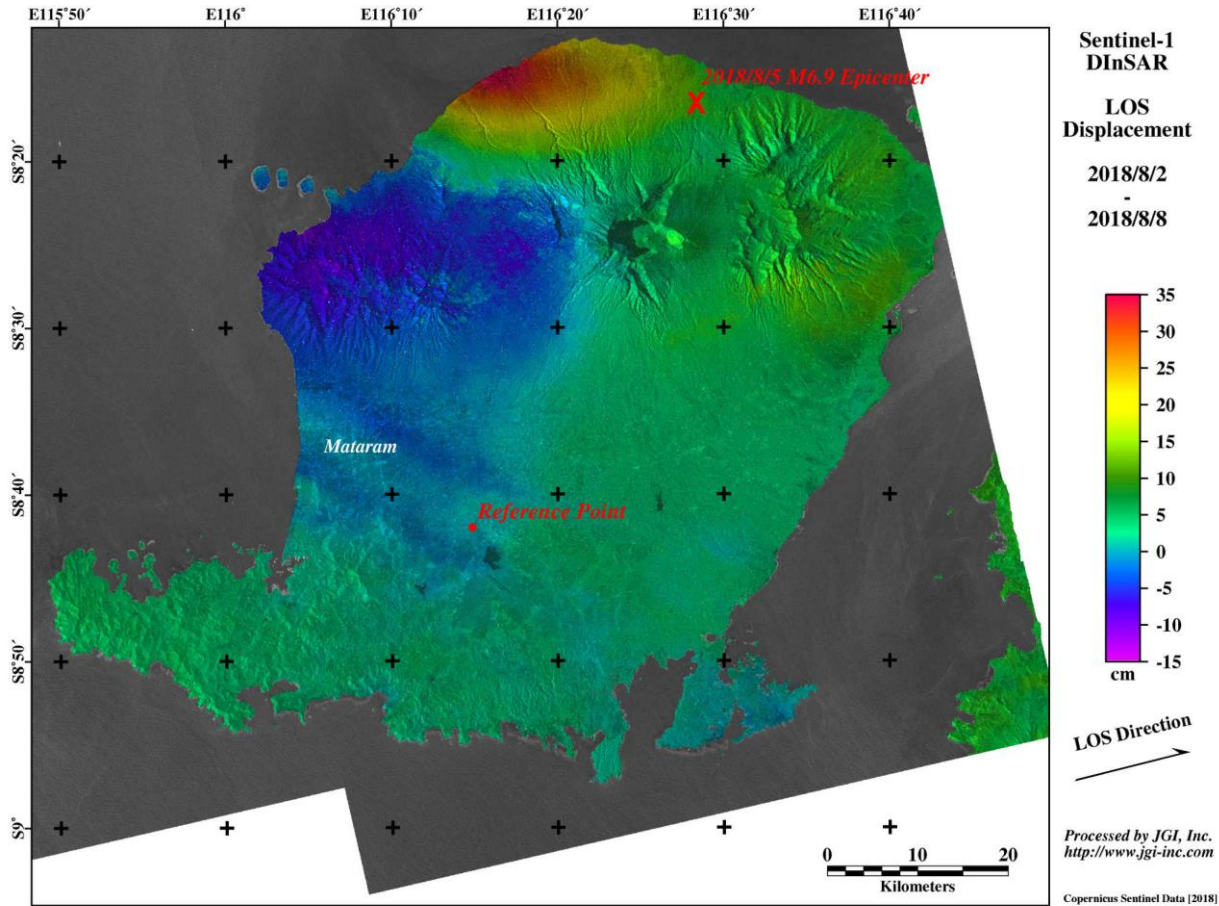 E115°50´ E116° E116°10´ E116°20´ E116°30´ E116°40´
S8°20´
S8°30´
S8°40´
S8°50´
S9°
2018/8/5 M6.9 Epicenter
X
Mataram
Reference Point
0 10 20
Kilometers
Sentinel-1
DInSAR
LOS
Displacement
2018/8/2
-
2018/8/8
35
30
25
20
15
10
5
0
-5
-10
-15
cm
LOS Direction
Processed by JGI, Inc.
http://www.jgi-inc.com
Copernicus Sentinel Data [2018]